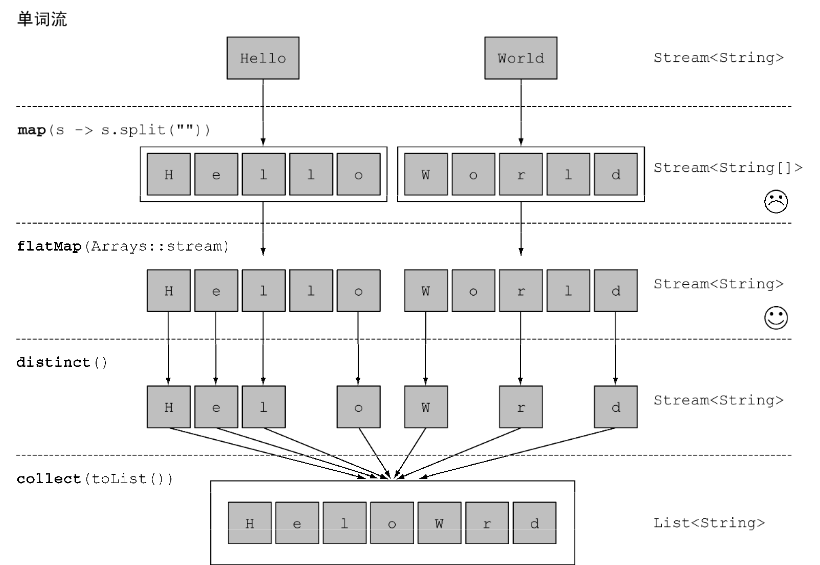 单词流
Hello World Stream<String>
map(s -> s.split(""))
H e l l o W o r l d Stream<String[]>
flatMap(Arrays::stream)
H e l l o W o r l d Stream<String>
distinct()
H e l o W r d Stream<String>
collect(toList())
H e l o W r d List<String>